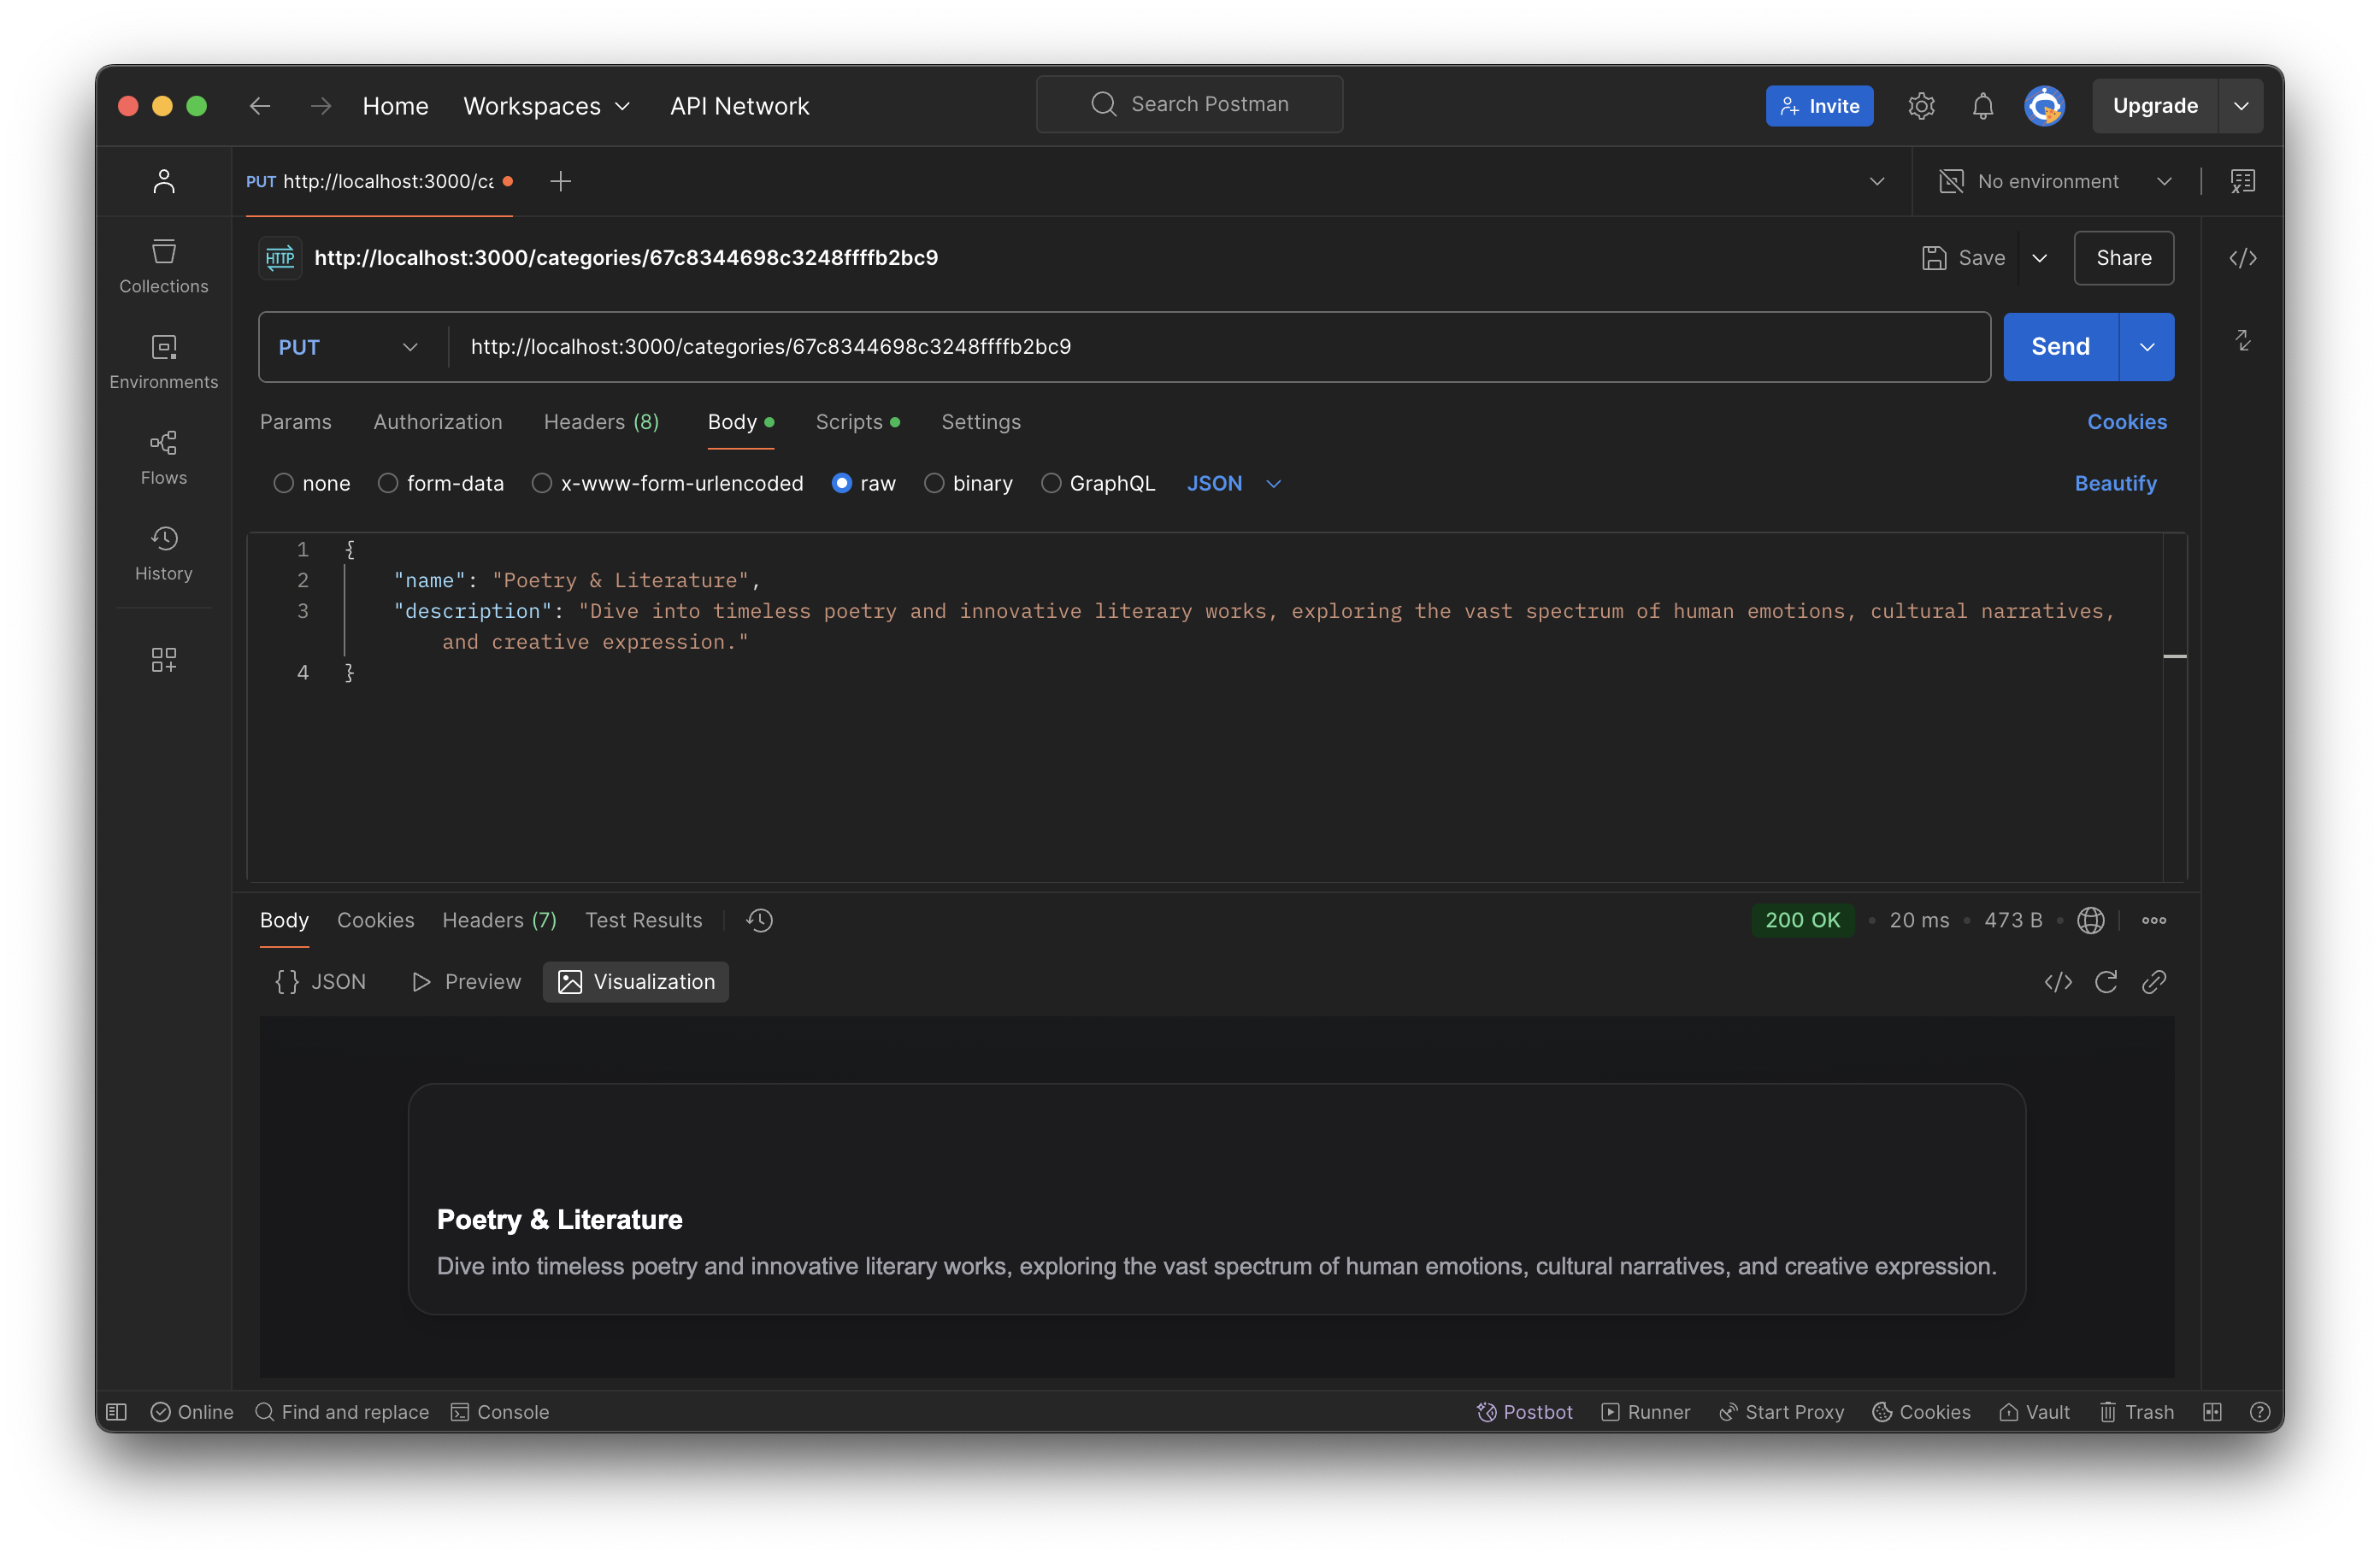 Home Workspaces API Network Search Postman Invite Upgrade
PUT http://localhost:3000/ca No environment
HTTP http://localhost:3000/categories/67c8344698c3248ffffb2bc9 Save Share
Collections
PUT http://localhost:3000/categories/67c8344698c3248ffffb2bc9 Send
Environments
Params Authorization Headers (8) Body Scripts Settings Cookies
Flows
none form-data x-www-form-urlencoded raw binary GraphQL JSON Beautify
History
1 {
2 "name": "Poetry & Literature",
3 "description": "Dive into timeless poetry and innovative literary works, exploring the vast spectrum of human emotions, cultural narratives,
and creative expression."
4 }
Body Cookies Headers (7) Test Results 200 OK • 20 ms • 473 B
{} JSON Preview Visualization
Poetry & Literature
Dive into timeless poetry and innovative literary works, exploring the vast spectrum of human emotions, cultural narratives, and creative expression.
Online Find and replace Console Postbot Runner Start Proxy Cookies Vault Trash